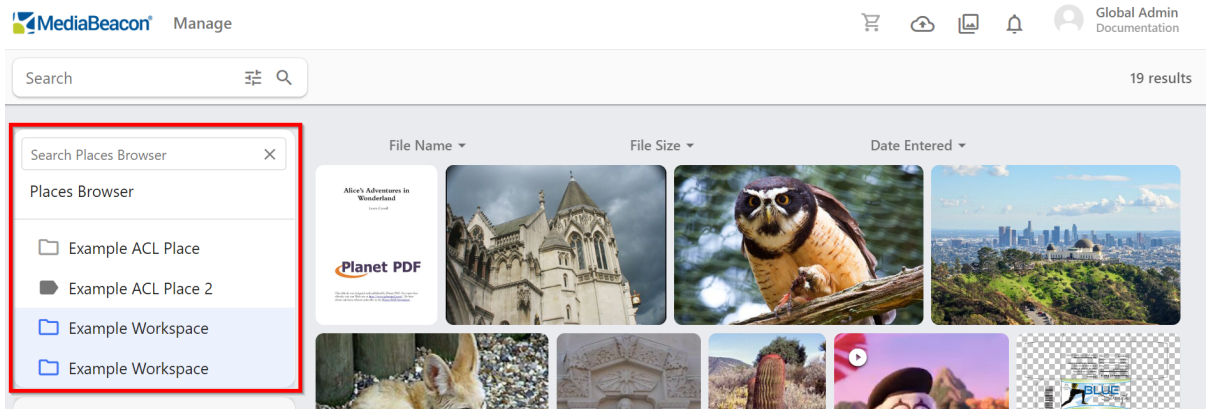 MediaBeacon® Manage
Global Admin
Documentation
Search
19 results
Search Places Browser
Places Browser
Example ACL Place
Example ACL Place 2
Example Workspace
Example Workspace
File Name File Size Date Entered
Alice's Adventures in
Wonderland
Lewis Carroll
Planet PDF
BLUE